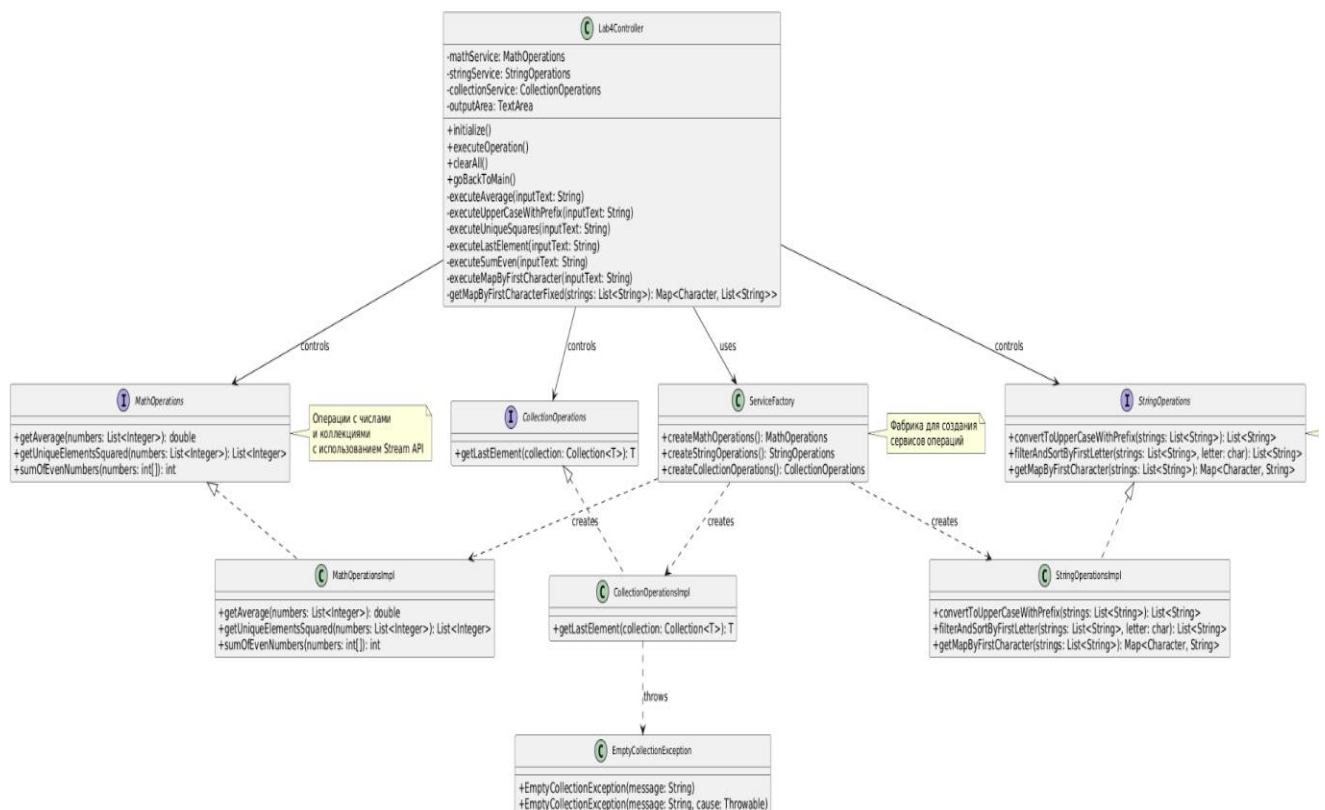 C Lab4Controller
-mathService: MathOperations
-stringService: StringOperations
-collectionService: CollectionOperations
-outputArea: TextArea
+initialize()
+executeOperation()
+clearAll()
+goBackToMain()
-executeAverage(inputText: String)
-executeUpperCaseWithPrefix(inputText: String)
-executeUniqueSquares(inputText: String)
-executeLastElement(inputText: String)
-executeSumEven(inputText: String)
-executeMapByFirstCharacter(inputText: String)
-getMapByFirstCharacterFixed(strings: List<String>): Map<Character, List<String>>
controls
controls
uses
controls
I MathOperations
+getAverage(numbers: List<Integer>): double
+getUniqueElementsSquared(numbers: List<Integer>): List<Integer>
+sumOfEvenNumbers(numbers: int[]): int
Операции с числами
и коллекциями
с использованием Stream API
I CollectionOperations
+getLastElement(collection: Collection<T>): T
C ServiceFactory
+createMathOperations(): MathOperations
+createStringOperations(): StringOperations
+createCollectionOperations(): CollectionOperations
Фабрика для создания
сервисов операций
I StringOperations
+convertToUpperCaseWithPrefix(strings: List<String>): List<String>
+filterAndSortByFirstLetter(strings: List<String>, letter: char): List<String>
+getMapByFirstCharacter(strings: List<String>): Map<Character, String>
creates
creates
creates
C MathOperationsImpl
+getAverage(numbers: List<Integer>): double
+getUniqueElementsSquared(numbers: List<Integer>): List<Integer>
+sumOfEvenNumbers(numbers: int[]): int
C CollectionOperationsImpl
+getLastElement(collection: Collection<T>): T
C StringOperationsImpl
+convertToUpperCaseWithPrefix(strings: List<String>): List<String>
+filterAndSortByFirstLetter(strings: List<String>, letter: char): List<String>
+getMapByFirstCharacter(strings: List<String>): Map<Character, String>
throws
C EmptyCollectionException
+EmptyCollectionException(message: String)
+EmptyCollectionException(message: String, cause: Throwable)